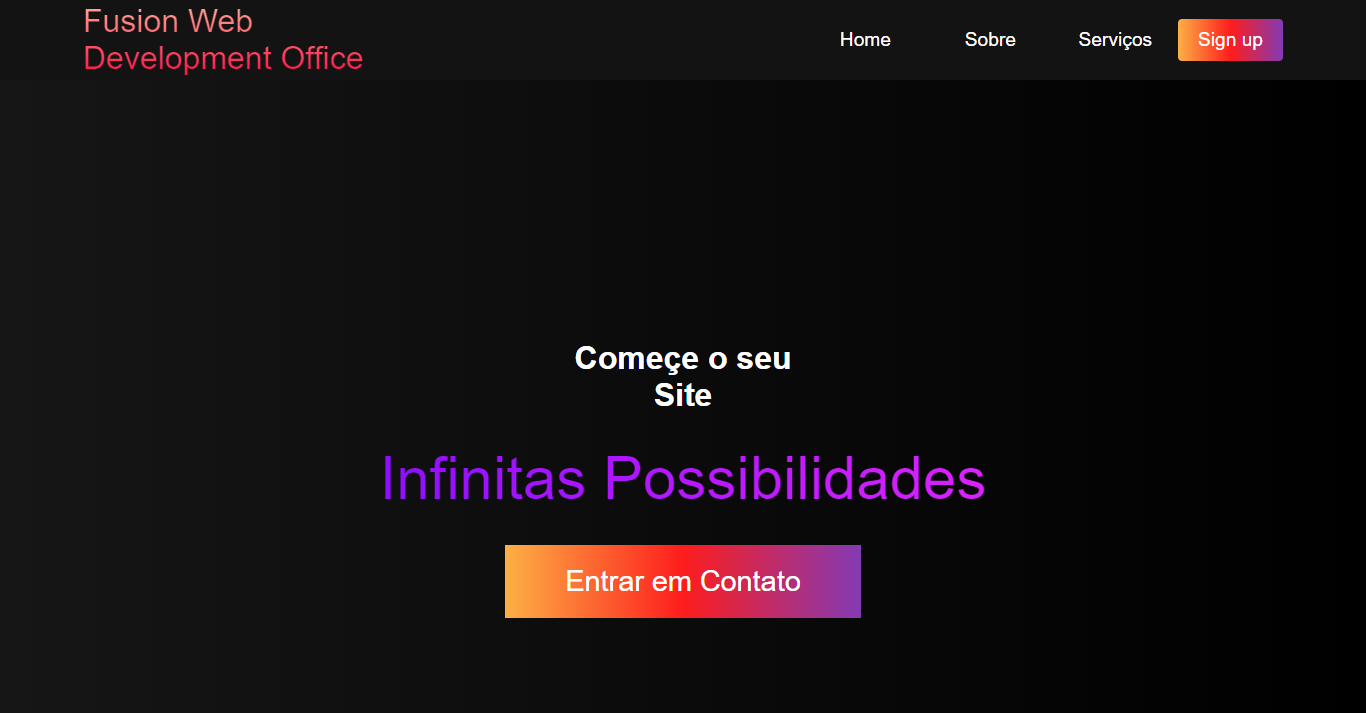 Fusion Web
Development Office
Home
Sobre
Serviços
Sign up
Começe o seu
Site
Infinitas Possibilidades
Entrar em Contato